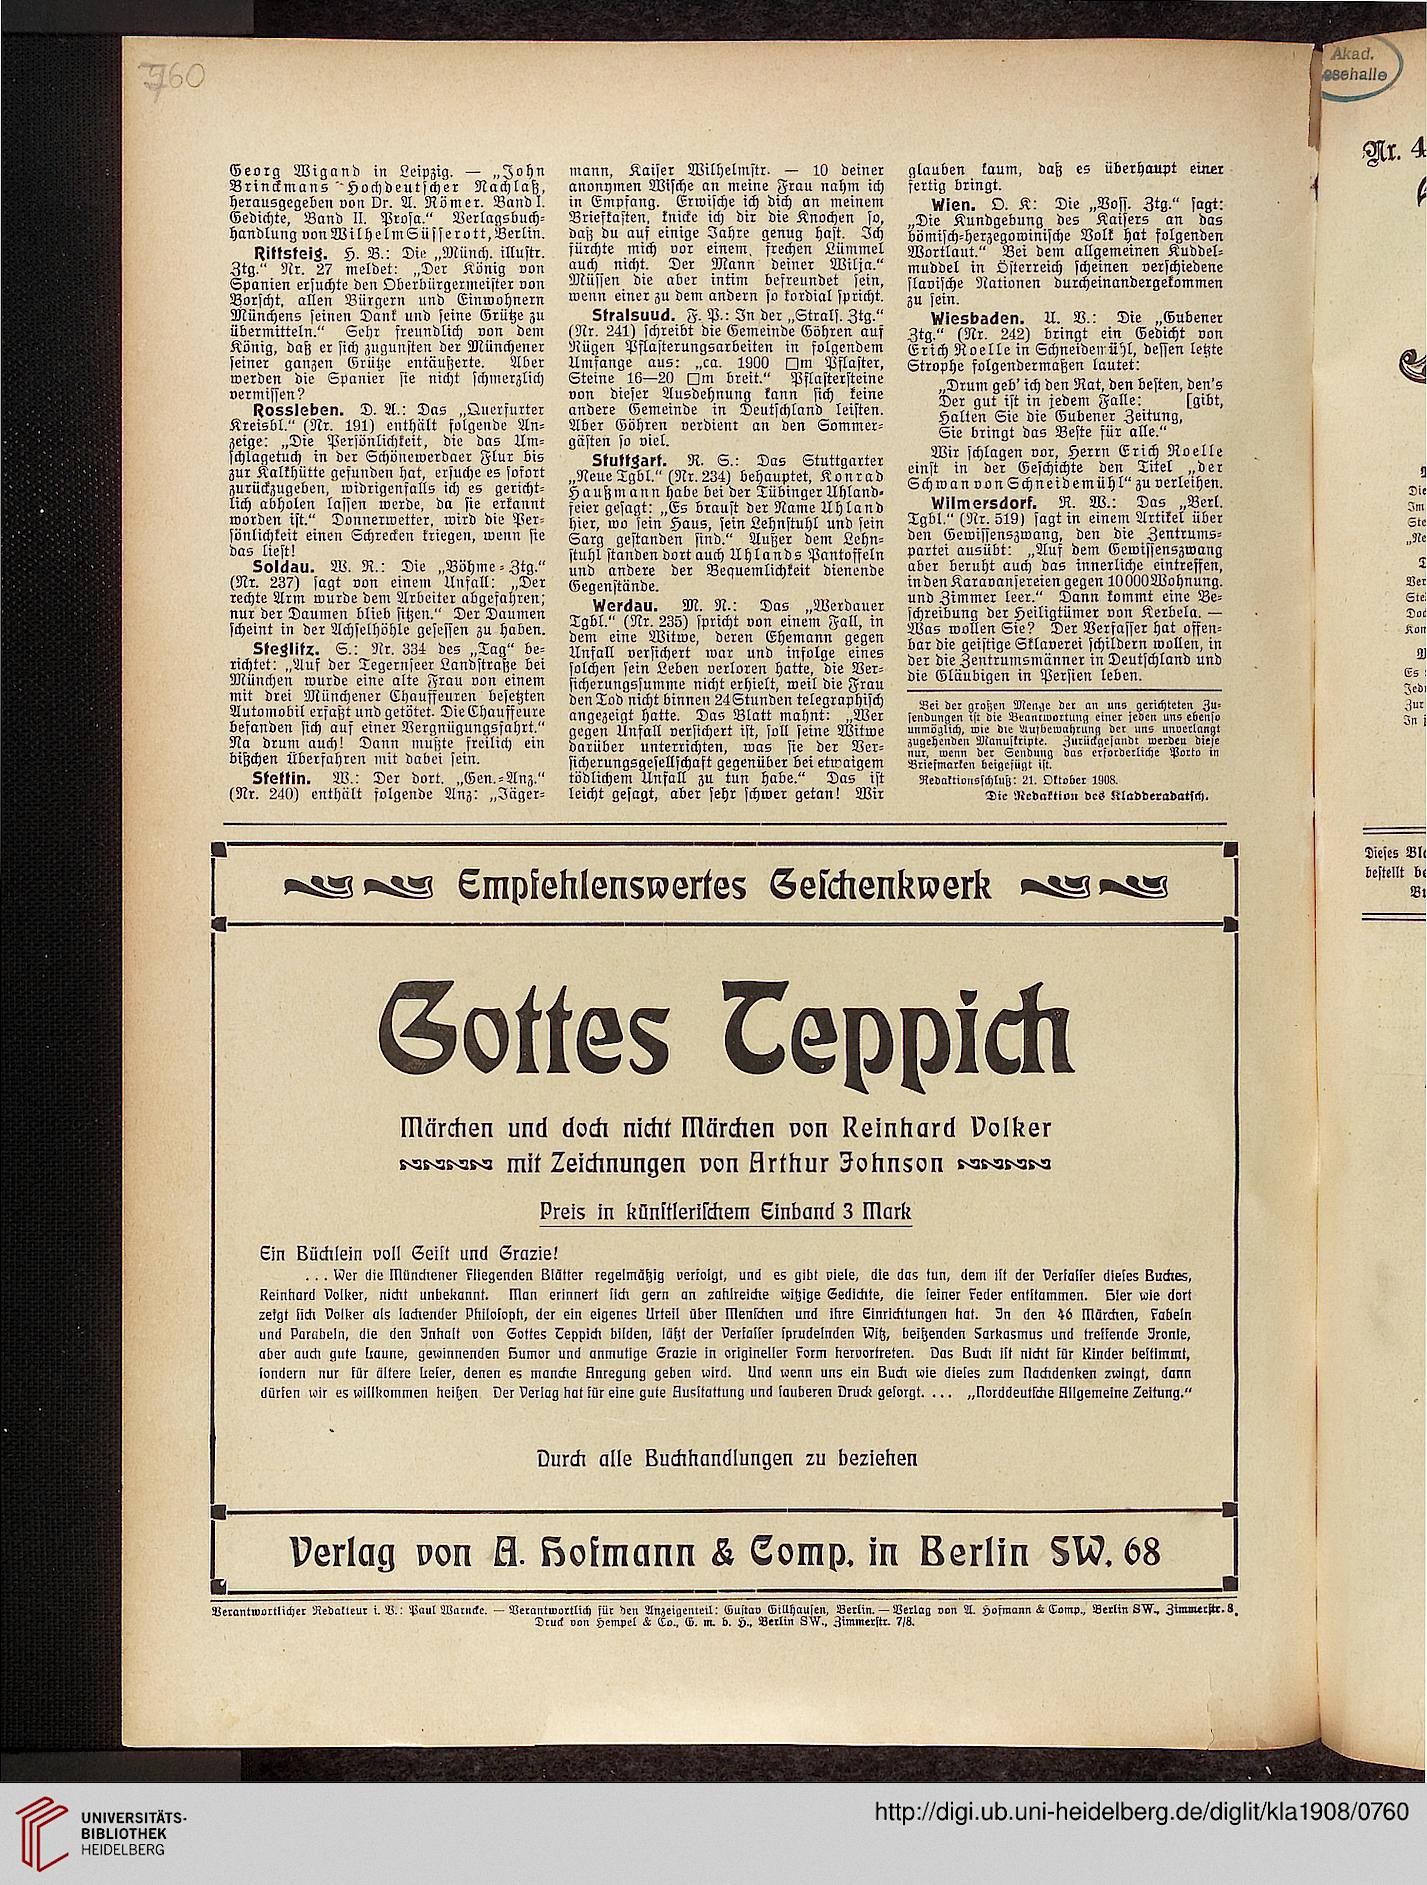 760
Georg Wigand in Leipzig. — „John
Brinckmans Hochdeutscher Nachlaß,
herausgegeben von Dr. A. Römer. Band I.
Gedichte, Band II. Prosa.“ Verlagsbuch-
handlung von Wilhelm Süsserott, Berlin.
Rittsteig. H. B.: Die „Münch. illustr.
Ztg.“ Nr. 27 meldet: „Der König von
Spanien ersuchte den Oberbürgermeister von
Borscht, allen Bürgern und Einwohnern
Münchens seinen Dank und seine Grütze zu
übermitteln.“ Sehr freundlich von dem
König, daß er sich zugunsten der Münchener
seiner ganzen Grütze entäußerte. Aber
werden die Spanier sie nicht schmerzlich
vermissen?
Rossleben. D. A.: Das „Querfurter
Kreisbl.“ (Nr. 191) enthält folgende An-
zeige: „Die Persönlichkeit, die das Um-
schlagetuch in der Schönewerdaer Flur bis
zur Kalkhütte gefunden hat, ersuche es sofort
zurückzugeben, widrigenfalls ich es gericht-
lich abholen lassen werde, da sie erkannt
worden ist.“ Donnerwetter, wird die Per-
sönlichkeit einen Schrecken kriegen, wenn sie
das liest!
Soldau. W. R.: Die „Böhme-Ztg.“
(Nr. 237) sagt von einem Unfall: „Der
rechte Arm wurde dem Arbeiter abgefahren;
nur der Daumen blieb sitzen.“ Der Daumen
scheint in der Achselhöhle gesessen zu haben.
Steglitz. S.: Nr. 334 des „Tag“ be-
richtet: „Auf der Tegernseer Landstraße bei
München wurde eine alte Frau von einem
mit drei Münchener Chauffeuren besetzten
Automobil erfaßt und getötet. Die Chauffeure
befanden sich auf einer Vergnügungsfahrt.“
Na drum auch! Dann mußte freilich ein
bißchen Überfahren mit dabei sein.
Stettin. W.: Der dort. „Gen.-Anz.“
(Nr. 240) enthält folgende Anz: „Jäger-
mann, Kaiser Wilhelmstr. — 10 deiner
anonymen Wische an meine Frau nahm ich
in Empfang. Erwische ich dich an meinem
Briefkasten, knicke ich dir die Knochen so,
daß du auf einige Jahre genug hast. Ich
fürchte mich vor einem frechen Lümmel
auch nicht. Der Mann deiner Wilja.“
Müssen die aber intim befreundet sein,
wenn einer zu dem andern so kordial spricht.
Stralsuud. F. P.: In der „Strals. Ztg.“
(Nr. 241) schreibt die Gemeinde Göhren auf
Rügen Pflasterungsarbeiten in folgendem
Umfange aus: „ca. 1900 □m Pflaster,
Steine 16—20 □m breit.“ Pflastersteine
von dieser Ausdehnung kann sich keine
andere Gemeinde in Deutschland leisten.
Aber Göhren verdient an den Sommer-
gästen so viel.
Stuttgart. R. S.: Das Stuttgarter
„Neue Tgbl.“ (Nr. 234) behauptet, Konrad
Haußmann habe bei der Tübinger Uhland-
feier gesagt: „Es braust der Name Uhland
hier, wo sein Haus, sein Lehnstuhl und sein
Sarg gestanden sind.“ Außer dem Lehn-
stuhl standen dort auch Uhlands Pantoffeln
und andere der Bequemlichkeit dienende
Gegenstände.
Werdau. M. N.: Das „Werdauer
Tgbl.“ (Nr. 235) spricht von einem Fall, in
dem eine Witwe, deren Ehemann gegen
Unfall versichert war und infolge eines
solchen sein Leben verloren hatte, die Ver-
sicherungssumme nicht erhielt, weil die Frau
den Tod nicht binnen 24 Stunden telegraphisch
angezeigt hatte. Das Blatt mahnt: „Wer
gegen Unfall versichert ist, soll seine Witwe
darüber unterrichten, was sie der Ver-
sicherungsgesellschaft gegenüber bei etwaigem
tödlichem Unfall zu tun habe.“ Das ist
leicht gesagt, aber sehr schwer getan! Wir
glauben kaum, daß es überhaupt einer
fertig bringt.
Wien. O. K: Die „Voss. Ztg.“ sagt:
„Die Kundgebung des Kaisers an das
bömisch-herzegowinische Volk hat folgenden
Wortlaut.“ Bei dem allgemeinen Kuddel-
muddel in Österreich scheinen verschiedene
slavische Nationen durcheinandergekommen
zu sein.
Wiesbaden. U. V.: Die „Gubener
Ztg.“ (Nr. 242) bringt ein Gedicht von
Erich Noelle in Schneidemühl, dessen letzte
Strophe folgendermaßen lautet:
„Drum geb' ich den Rat, den besten, den's
Der gut ist in jedem Falle: [gibt,
Halten Sie die Gubener Zeitung,
Sie bringt das Beste für alle.“
Wir schlagen vor, Herrn Erich Noelle
einst in der Geschichte den Titel „der
Schwan von Schneidemühl“ zu verleihen.
Wilmersdorf. R. W.: Das „Berl.
Tgbl.“ (Nr. 519) sagt in einem Artikel über
den Gewissenszwang, den die Zentrums-
partei ausübt: „Auf dem Gewissenszwang
aber beruht auch das innerliche eintreffen,
in den Karavansereien gegen 10000 Wohnung.
und Zimmer leer.“ Dann kommt eine Be-
schreibung der Heiligtümer von Kerbela. —
Was wollen Sie? Der Verfasser hat offen-
bar die geistige Sklaverei schildern wollen, in
der die Zentrumsmänner in Deutschland und
die Gläubigen in Persien leben.
Bei der großen Menge der an uns gerichteten Zu-
sendungen ist die Beantwortung einer jeden uns ebenso
unmöglich, wie die Aufbewahrung der uns unverlangt
zugehenden Manuskripte. Zurückgesandt werden diese
nur, wenn der Sendung das erforderliche Porto in
Briefmarken beigefügt ist.
Redaktionsschluß: 21. Oktober 1908.
Die Redaktion des Kladderadatsch.
Empfehlenswertes Geschenkwerk
Gottes Teppich
Märchen und doch nicht Märchen von Reinhard Volker
mit Zeichnungen von Arthur Johnson
Preis in künstlerischem Einband 3 Mark
Ein Büchlein voll Geist und Grazie!
... Wer die Münchener Fliegenden Blätter regelmäßig verfolgt, und es gibt viele, die das tun, dem ist der Verfasser dieses Buches,
Reinhard Volker, nicht unbekannt. Man erinnert sich gern an zahlreiche witzige Gedichte, die seiner Feder entstammen. Hier wie dort
zeigt sich Volker als lachender Philosoph, der ein eigenes Urteil über Menschen und ihre Einrichtungen hat. In den 46 Märchen, Fabeln
und Parabeln, die den Inhalt von Gottes Teppich bilden, läßt der Verfasser sprudelnden Witz, beißenden Sarkasmus und treffende Ironie,
aber auch gute Laune, gewinnenden Humor und anmutige Grazie in origineller Form hervortreten. Das Buch ist nicht für Kinder bestimmt,
sondern nur für ältere Leser, denen es manche Anregung geben wird. Und wenn uns ein Buch wie dieses zum Nachdenken zwingt, dann
dürfen wir es willkommen heißen Der Verlag hat für eine gute Ausstattung und sauberen Druck gesorgt. ... „Norddeutsche Allgemeine Zeitung.“
Durch alle Buchhandlungen zu beziehen
Verlag von A. Hofmann & Comp. in Berlin SW. 68
Verantwortlicher Redakteur i. V.: Paul Warncke. — Verantwortlich für den Anzeigenteil: Gustav Gillhausen, Berlin. — Verlag von A. Hofmann & Comp., Berlin SW., Zimmerstr. 8.
Druck von Hempel & Co., G. m. b. H., Berlin SW., Zimmerstr. 7/8.
Akad.
esehalle
Nr. 4
Dieses Bl
bestellt be
UNIVERSITÄTS-
BIBLIOTHEK
HEIDELBERG
http://digi.ub.uni-heidelberg.de/diglit/kla1908/0760